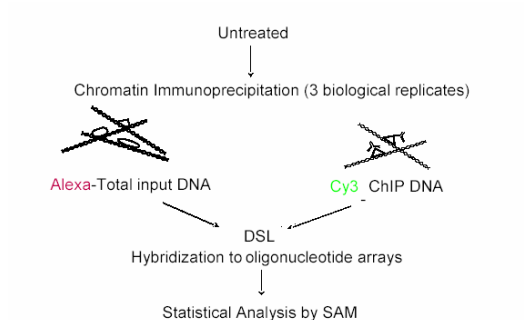 Untreated
Chromatin Immunoprecipitation (3 biological replicates)
Alexa-Total input DNA
Cy3 ChIP DNA
DSL
Hybridization to oligonucleotide arrays
Statistical Analysis by SAM